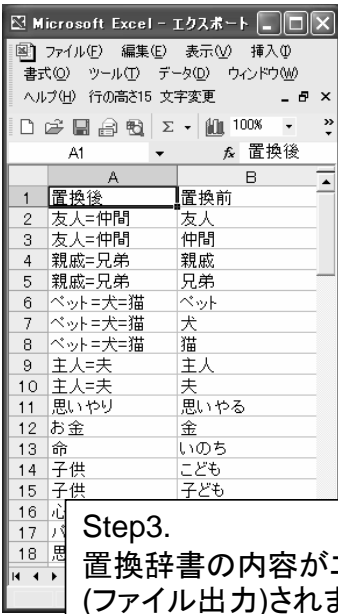 Microsoft Excel - エクスポート
ファイル(F) 編集(E) 表示(V) 挿入(I)
書式(O) ツール(T) データ(D) ウィンドウ(W)
ヘルプ(H) 行の高さ15 文字変更
100%
A1 fx 置換後
A B
1 置換後 置換前
2 友人=仲間 友人
3 友人=仲間 仲間
4 親戚=兄弟 親戚
5 親戚=兄弟 兄弟
6 ペット=犬=猫 ペット
7 ペット=犬=猫 犬
8 ペット=犬=猫 猫
9 主人=夫 主人
10 主人=夫 夫
11 思いやり 思いやる
12 お金 金
13 命 いのち
14 子供 こども
15 子供 子ども
16 心
17
18 思
Step3.
置換辞書の内容が
(ファイル出力)されま